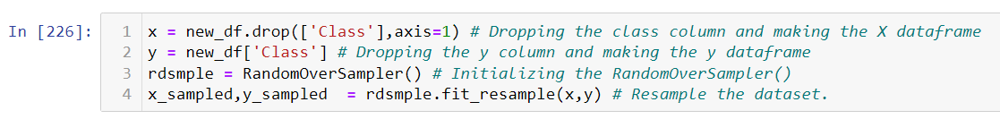 In [226]:
1 x = new_df.drop(['Class'],axis=1) # Dropping the class column and making the X dataframe
2 y = new_df['Class'] # Dropping the y column and making the y dataframe
3 rdsmple = RandomOverSampler() # Initializing the RandomOverSampler()
4 x_sampled,y_sampled  = rdsmple.fit_resample(x,y) # Resample the dataset.